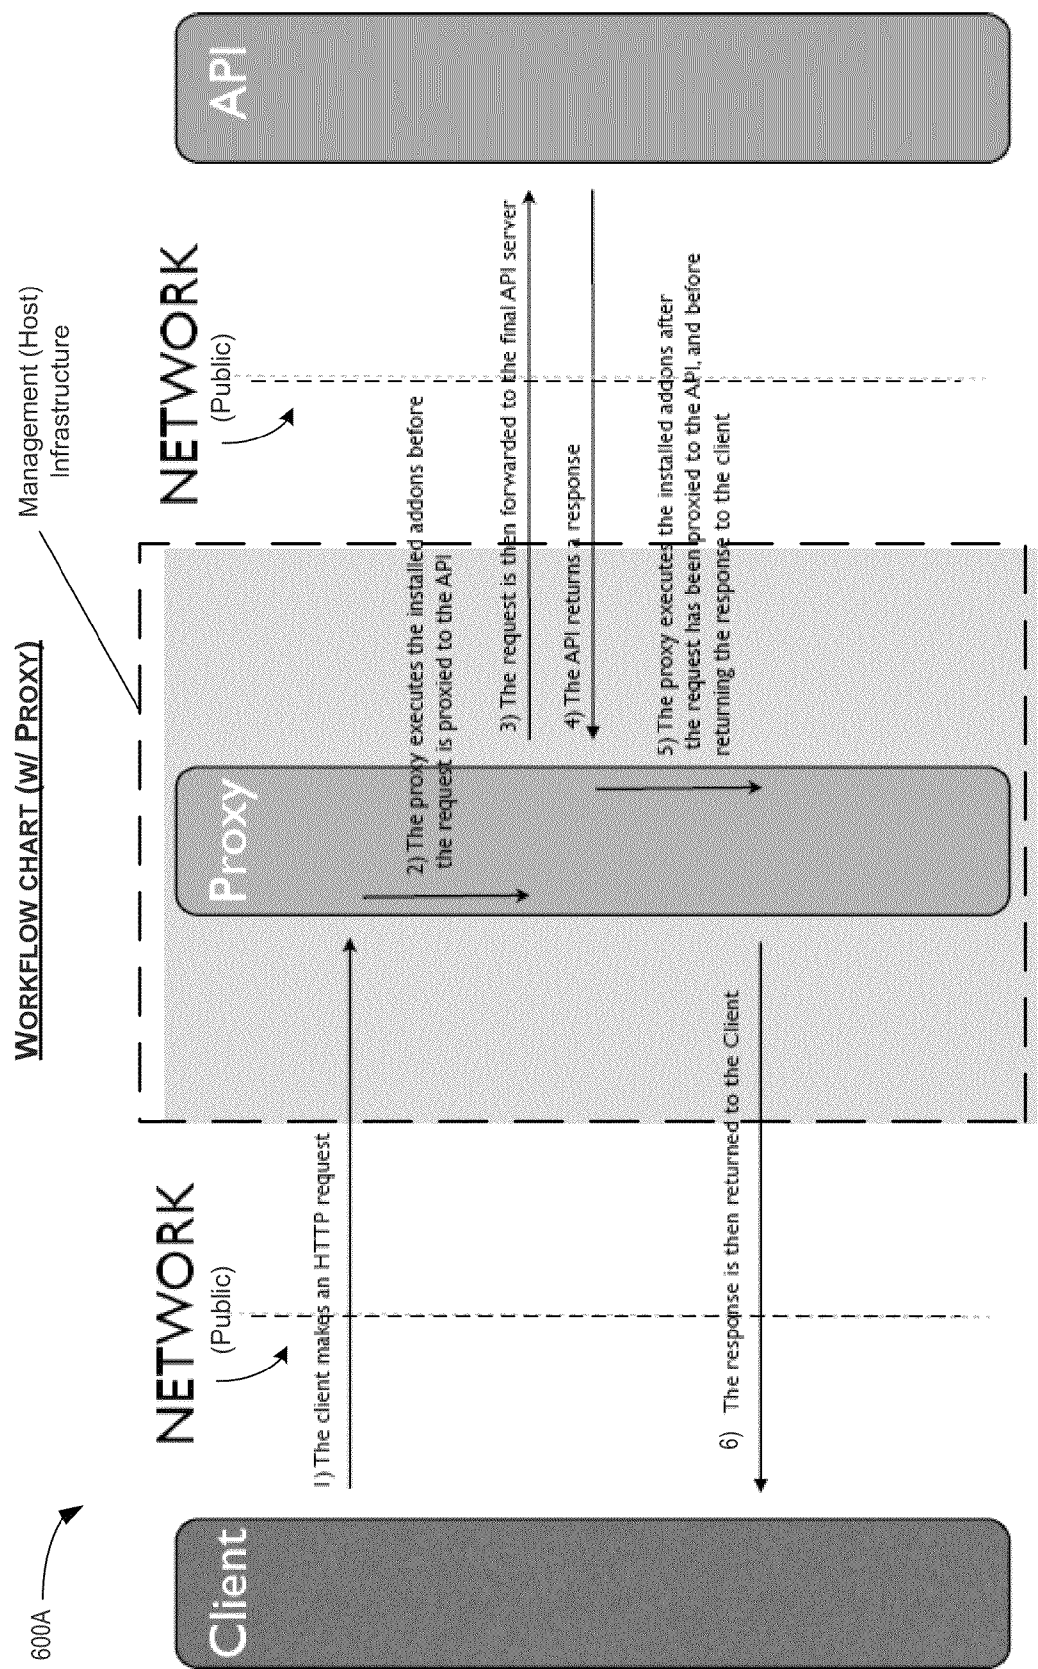 600A
WORKFLOW CHART (W/ PROXY)
Management (Host)
Infrastructure
NETWORK
(Public)
NETWORK
(Public)
Client
Proxy
API
1) The client makes an HTTP request
2) The proxy executes the installed addons before
the request is proxied to the API
3) The request is then forwarded to the final API server
4) The API returns a response
5) The proxy executes the installed addons after
the request has been proxied to the API, and before
returning the response to the client
6) The response is then returned to the Client